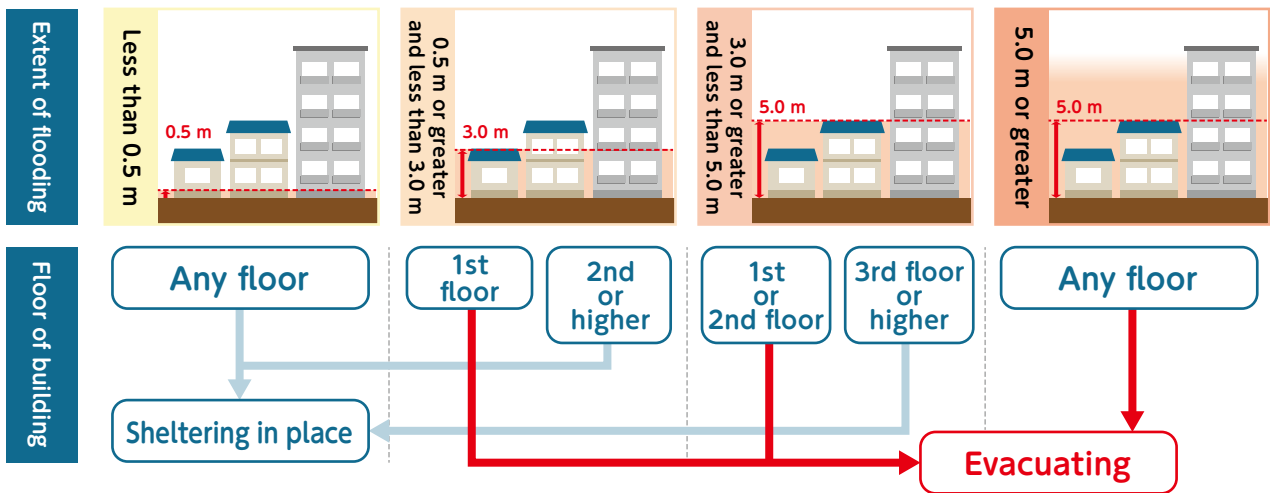 Extent of flooding
Less than 0.5 m
0.5 m
0.5 m or greater
and less than 3.0 m
3.0 m
3.0 m or greater
and less than 5.0 m
5.0 m
5.0 m or greater
5.0 m
Floor of building
Any floor
1st
floor
2nd
or
higher
1st
or
2nd floor
3rd floor
or
higher
Any floor
Sheltering in place
Evacuating